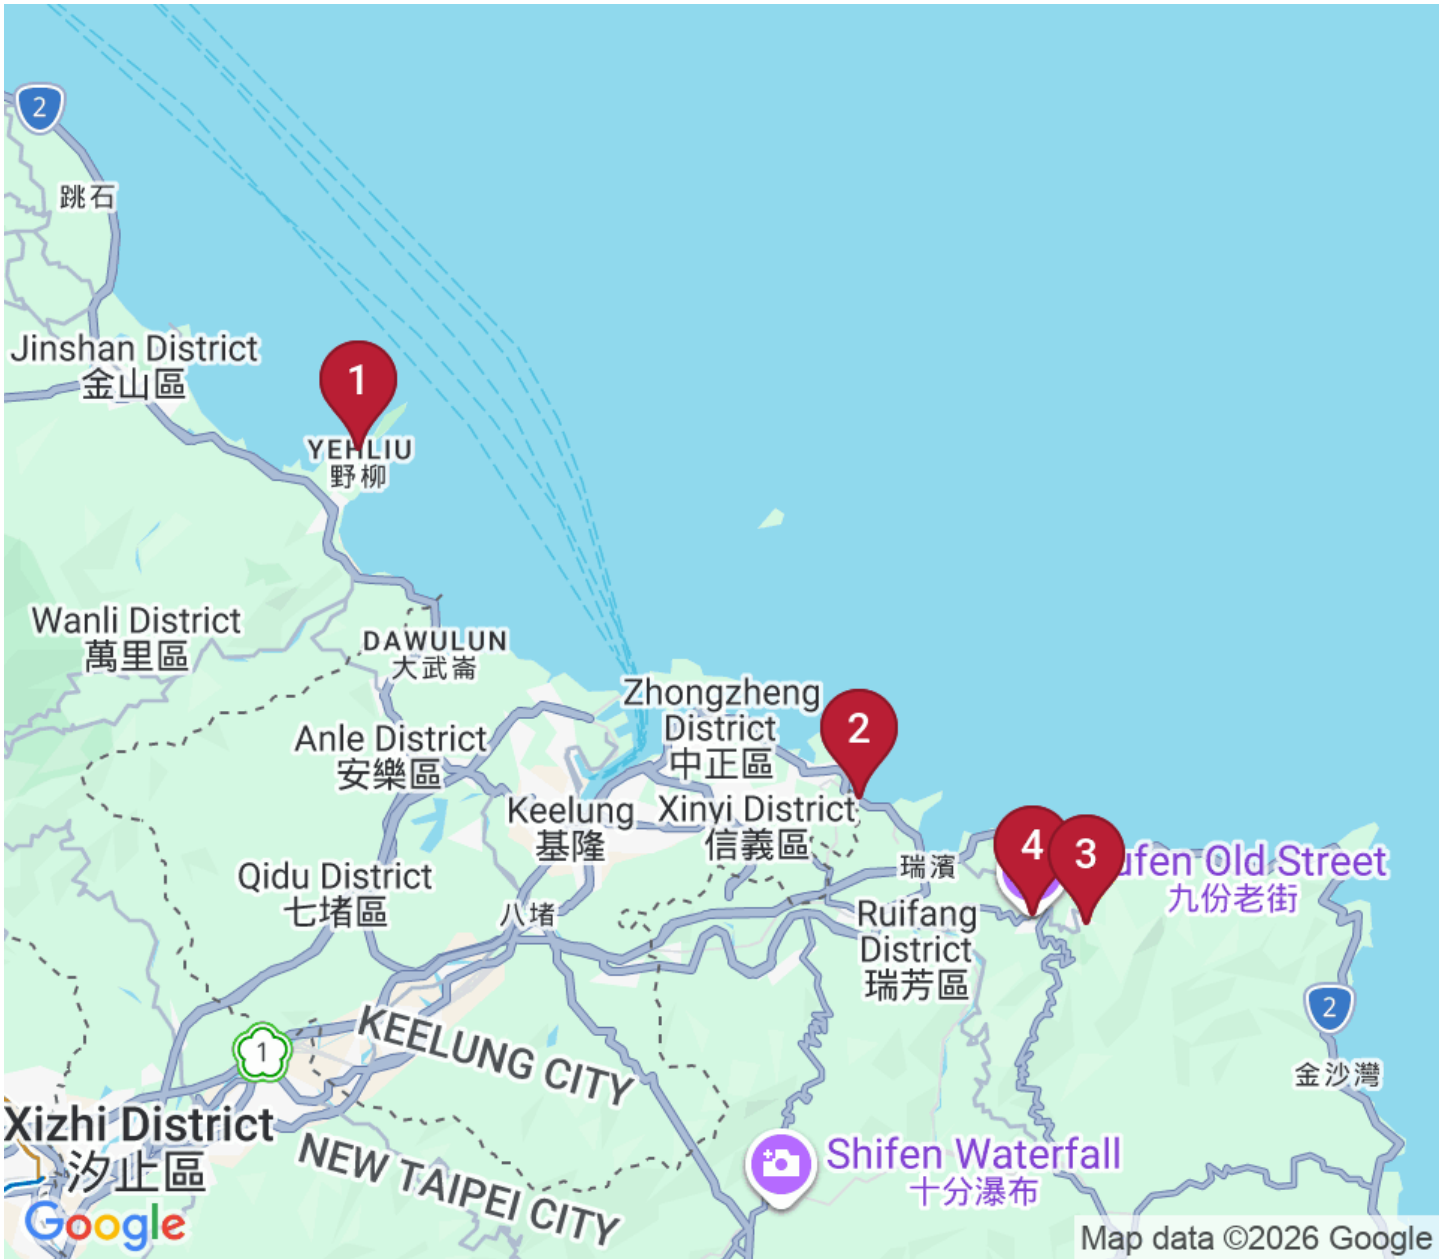 2
跳石
Jinshan District
金山區
1
YEHLIU
野柳
Wanli District
萬里區
DAWULUN
大武崙
Zhongzheng
District
中正區
2
Anle District
安樂區
Keelung
基隆
Xinyi District
信義區
4
3
ufen Old Street
九份老街
瑞濱
Qidu District
七堵區
八堵
Ruifang
District
瑞芳區
2
金沙灣
KEELUNG CITY
1
Xizhi District
汐止區
NEW TAIPEI CITY
Shifen Waterfall
十分瀑布
Google
Map data ©2026 Google